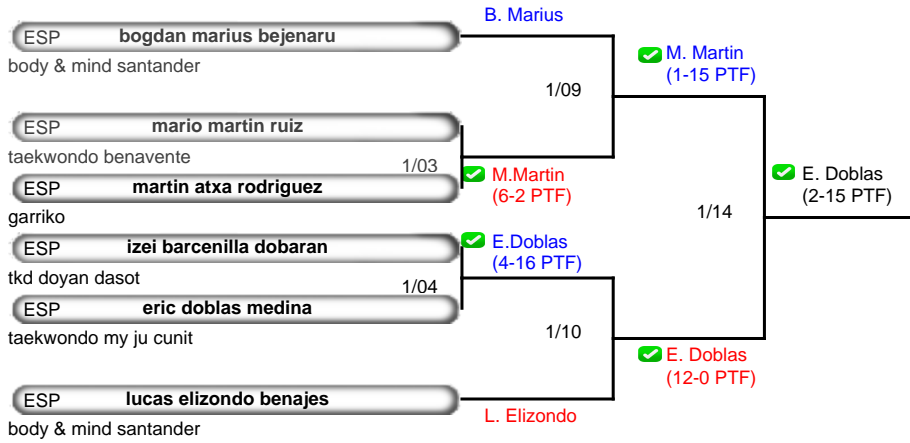 B. Marius
ESP bogdan marius bejenaru
body & mind santander
M. Martin
(1-15 PTF)
1/09
ESP mario martin ruiz
taekwondo benavente
1/03
M.Martin
(6-2 PTF)
ESP martin atxa rodriguez
garriko
E. Doblas
(2-15 PTF)
1/14
ESP izei barcenilla dobaran
tkd doyan dasot
E.Doblas
(4-16 PTF)
1/04
ESP eric doblas medina
taekwondo my ju cunit
1/10
E. Doblas
(12-0 PTF)
ESP lucas elizondo benajes
body & mind santander
L. Elizondo